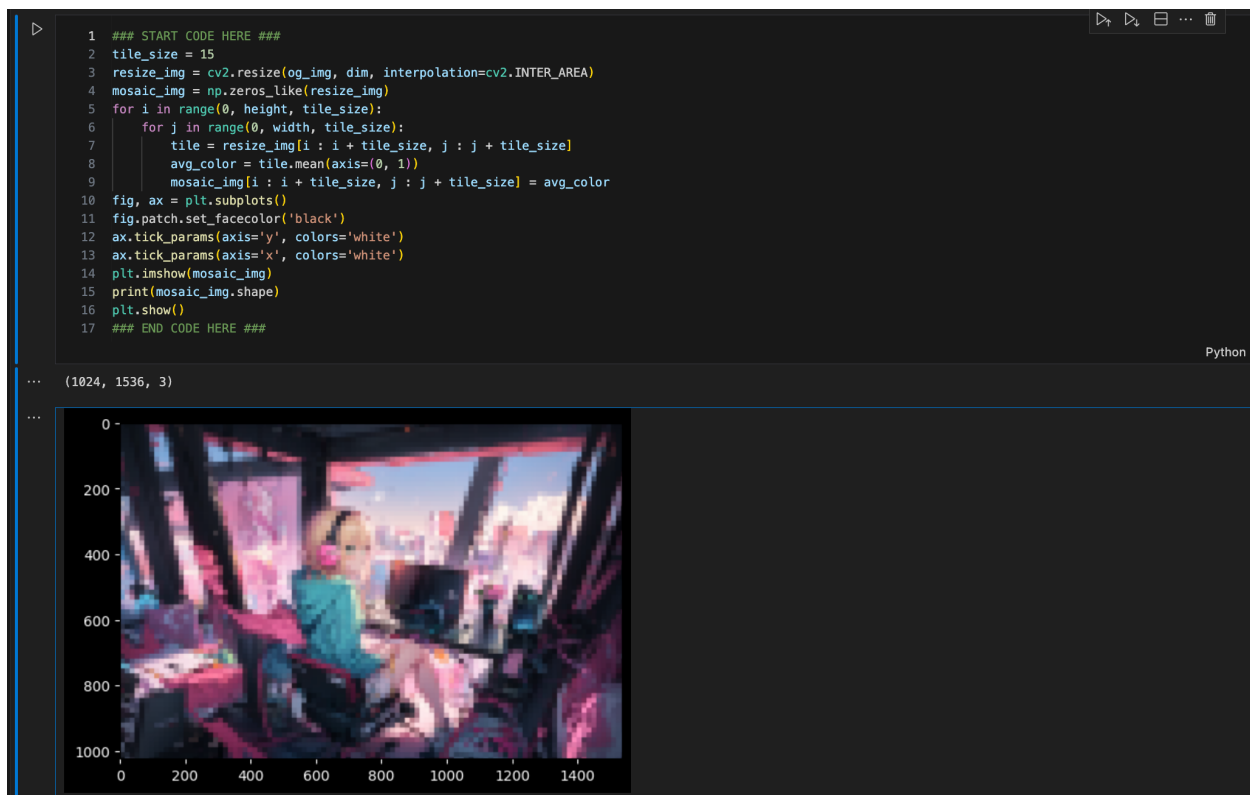 1 ### START CODE HERE ###
2 tile_size = 15
3 resize_img = cv2.resize(og_img, dim, interpolation=cv2.INTER_AREA)
4 mosaic_img = np.zeros_like(resize_img)
5 for i in range(0, height, tile_size):
6     for j in range(0, width, tile_size):
7         tile = resize_img[i : i + tile_size, j : j + tile_size]
8         avg_color = tile.mean(axis=(0, 1))
9         mosaic_img[i : i + tile_size, j : j + tile_size] = avg_color
10 fig, ax = plt.subplots()
11 fig.patch.set_facecolor('black')
12 ax.tick_params(axis='y', colors='white')
13 ax.tick_params(axis='x', colors='white')
14 plt.imshow(mosaic_img)
15 print(mosaic_img.shape)
16 plt.show()
17 ### END CODE HERE ###
Python
(1024, 1536, 3)
0
200
400
600
800
1000
0 200 400 600 800 1000 1200 1400